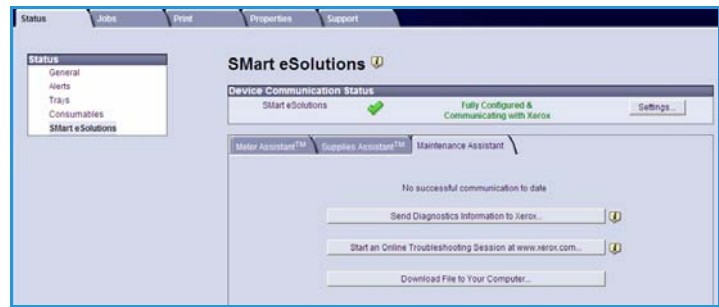 Status Jobs Print Properties Support
Status
General
Alerts
Trays
Consumables
SMart eSolutions
SMart eSolutions
Device Communication Status
SMart eSolutions
Fully Configured &
Communicating with Xerox
Settings...
Meter Assistant™ Supplies Assistant™ Maintenance Assistant
No successful communication to date
Send Diagnostics Information to Xerox...
Start an Online Troubleshooting Session at www.xerox.com...
Download File to Your Computer...